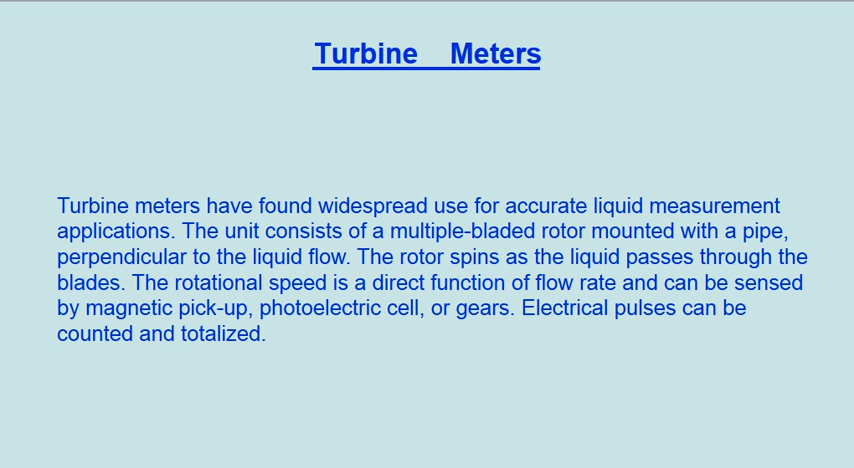 Turbine Meters
Turbine meters have found widespread use for accurate liquid measurement
applications. The unit consists of a multiple-bladed rotor mounted with a pipe,
perpendicular to the liquid flow. The rotor spins as the liquid passes through the
blades. The rotational speed is a direct function of flow rate and can be sensed
by magnetic pick-up, photoelectric cell, or gears. Electrical pulses can be
counted and totalized.